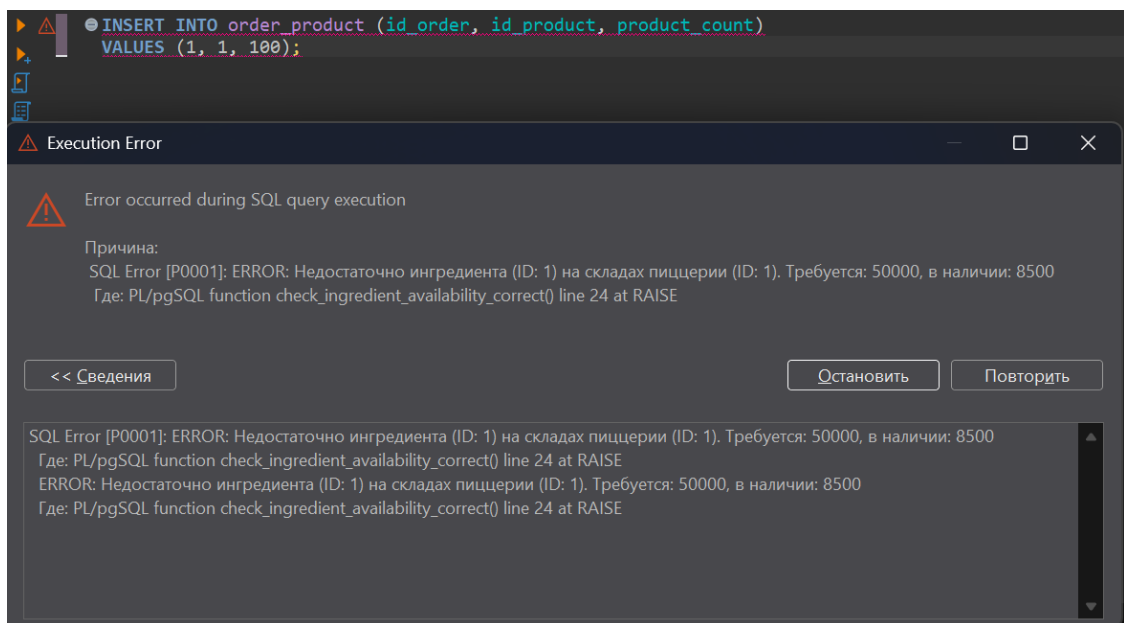 INSERT INTO order_product (id_order, id_product, product_count)
VALUES (1, 1, 100);
Execution Error
Error occurred during SQL query execution
Причина:
SQL Error [P0001]: ERROR: Недостаточно ингредиента (ID: 1) на складах пиццерии (ID: 1). Требуется: 50000, в наличии: 8500
Где: PL/pgSQL function check_ingredient_availability_correct() line 24 at RAISE
<< Сведения
Остановить
Повторить
SQL Error [P0001]: ERROR: Недостаточно ингредиента (ID: 1) на складах пиццерии (ID: 1). Требуется: 50000, в наличии: 8500
Где: PL/pgSQL function check_ingredient_availability_correct() line 24 at RAISE
ERROR: Недостаточно ингредиента (ID: 1) на складах пиццерии (ID: 1). Требуется: 50000, в наличии: 8500
Где: PL/pgSQL function check_ingredient_availability_correct() line 24 at RAISE